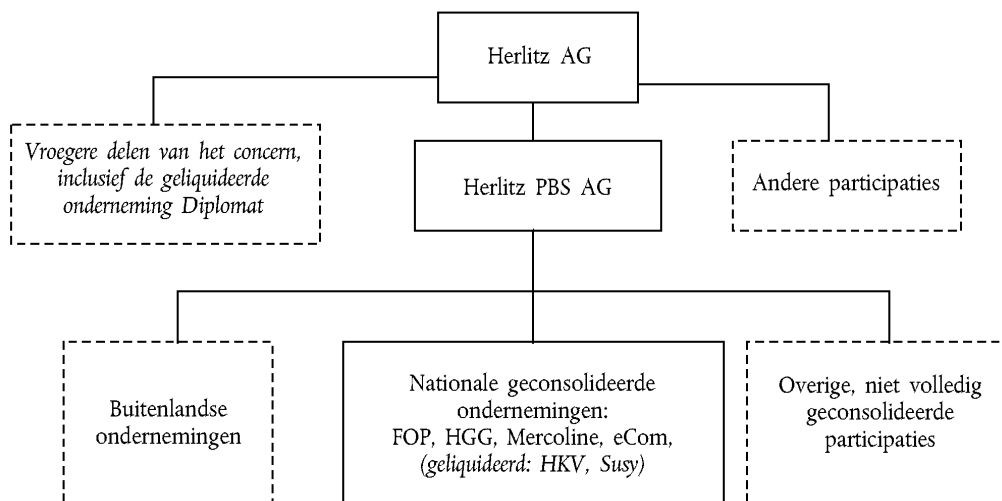 Herlitz AG
Vroegere delen van het concern,
inclusief de geliquideerde
onderneming Diplomat
Herlitz PBS AG
Andere participaties
Buitenlandse
ondernemingen
Nationale geconsolideerde
ondernemingen:
FOP, HGG, Mercoline, eCom,
(geliquideerd: HKV, Susy)
Overige, niet volledig
geconsolideerde
participaties